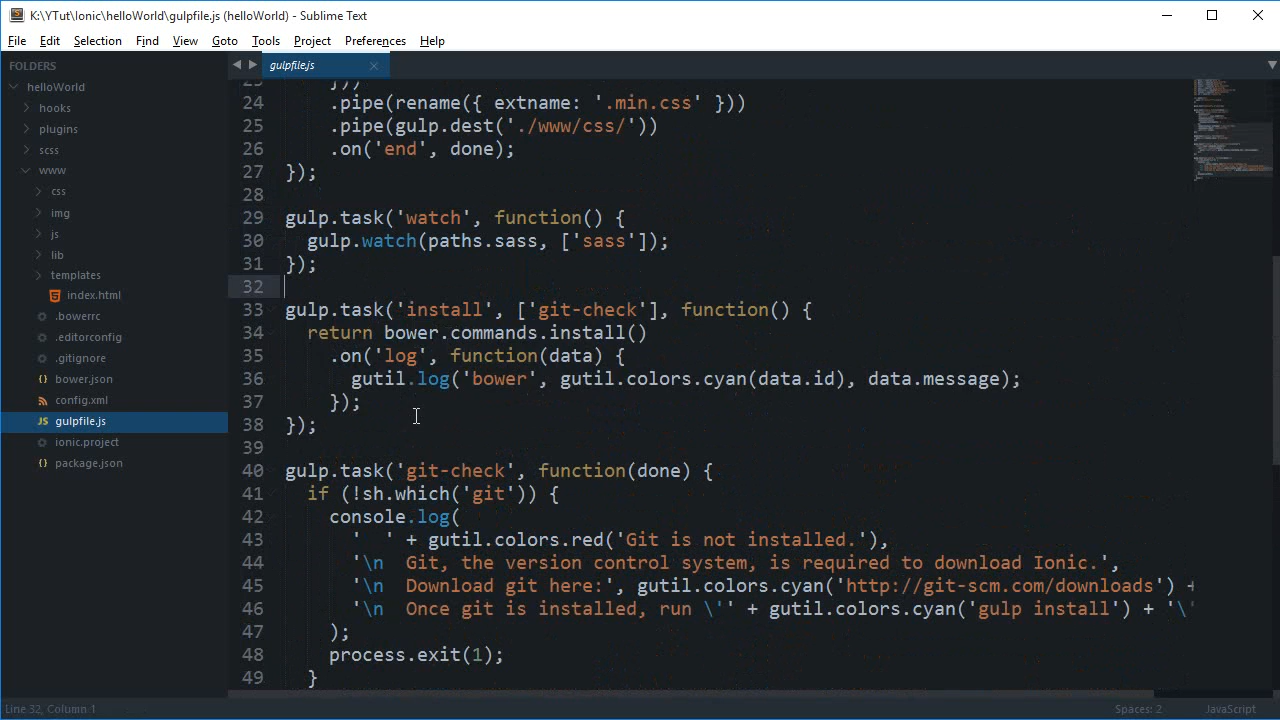 K:\YTut\Ionic\helloWorld\gulpfile.js (helloWorld) - Sublime Text
File Edit Selection Find View Goto Tools Project Preferences Help
FOLDERS
helloWorld
hooks
plugins
scss
www
css
img
js
lib
templates
index.html
.bowerrc
.editorconfig
.gitignore
bower.json
config.xml
JS gulpfile.js
ionic.project
package.json
gulpfile.js
23 }))
24 .pipe(rename({ extname: '.min.css' }))
25 .pipe(gulp.dest('./www/css/'))
26 .on('end', done);
27 });
28
29 gulp.task('watch', function() {
30 gulp.watch(paths.sass, ['sass']);
31 });
32
33 gulp.task('install', ['git-check'], function() {
34 return bower.commands.install()
35 .on('log', function(data) {
36 gutil.log('bower', gutil.colors.cyan(data.id), data.message);
37 });
38 });
39
40 gulp.task('git-check', function(done) {
41 if (!sh.which('git')) {
42 console.log(
43 '  ' + gutil.colors.red('Git is not installed.'),
44 '\n  Git, the version control system, is required to download Ionic.',
45 '\n  Download git here:', gutil.colors.cyan('http://git-scm.com/downloads') +
46 '\n  Once git is installed, run \'' + gutil.colors.cyan('gulp install') + '\'
47 );
48 process.exit(1);
49 }
Line 32, Column 1
Spaces: 2
JavaScript